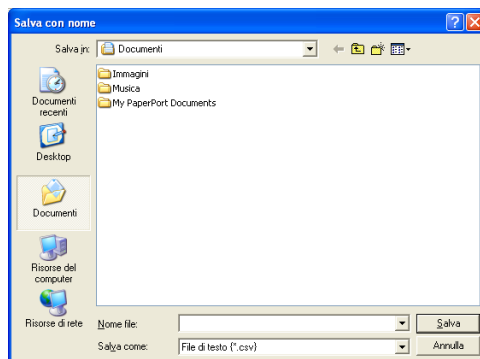 Salva con nome
Salva in:
Documenti
Immagini
Musica
My PaperPort Documents
Documenti
recenti
Desktop
Documenti
Risorse del
computer
Risorse di rete
Nome file:
Salva
Salva come:
File di testo (*.csv)
Annulla